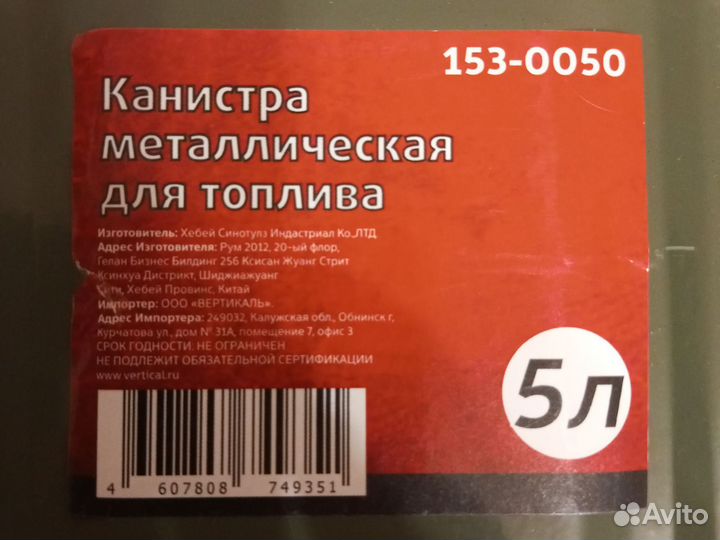 153-0050
Канистра
металлическая
для топлива
Изготовитель: Хебей Синотулз Индастриал Ко.,ЛТД
Адрес Изготовителя: Рум 2012, 20-ый флор,
Гелан Бизнес Билдинг 256 Ксисан Жуанг Стрит
Ксинхуа Дистрикт, Шиджиажуанг
Сити, Хебей Провинс, Китай
Импортер: ООО «ВЕРТИКАЛЬ».
Адрес Импортера: 249032, Калужская обл., Обнинск г,
Курчатова ул., дом № 31А, помещение 7, офис 3
СРОК ГОДНОСТИ: НЕ ОГРАНИЧЕН
НЕ ПОДЛЕЖИТ ОБЯЗАТЕЛЬНОЙ СЕРТИФИКАЦИИ
www.vertical.ru
5л
4 607808 749351
Avito